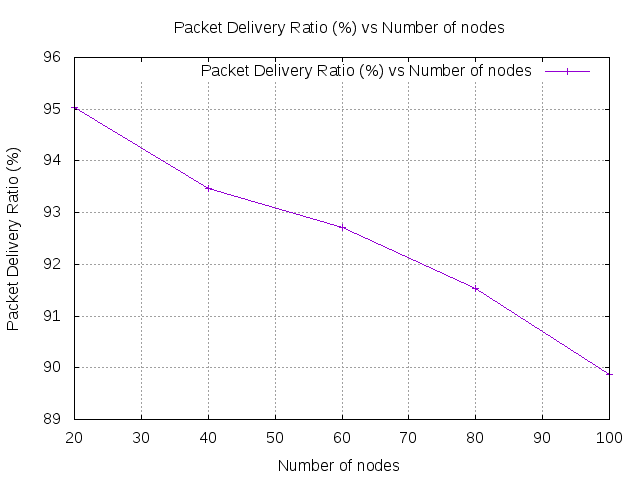 Packet Delivery Ratio (%) vs Number of nodes
96
Packet Delivery Ratio (%) vs Number of nodes
95
94
93
92
91
90
89
Packet Delivery Ratio (%)
20 30 40 50 60 70 80 90 100
Number of nodes